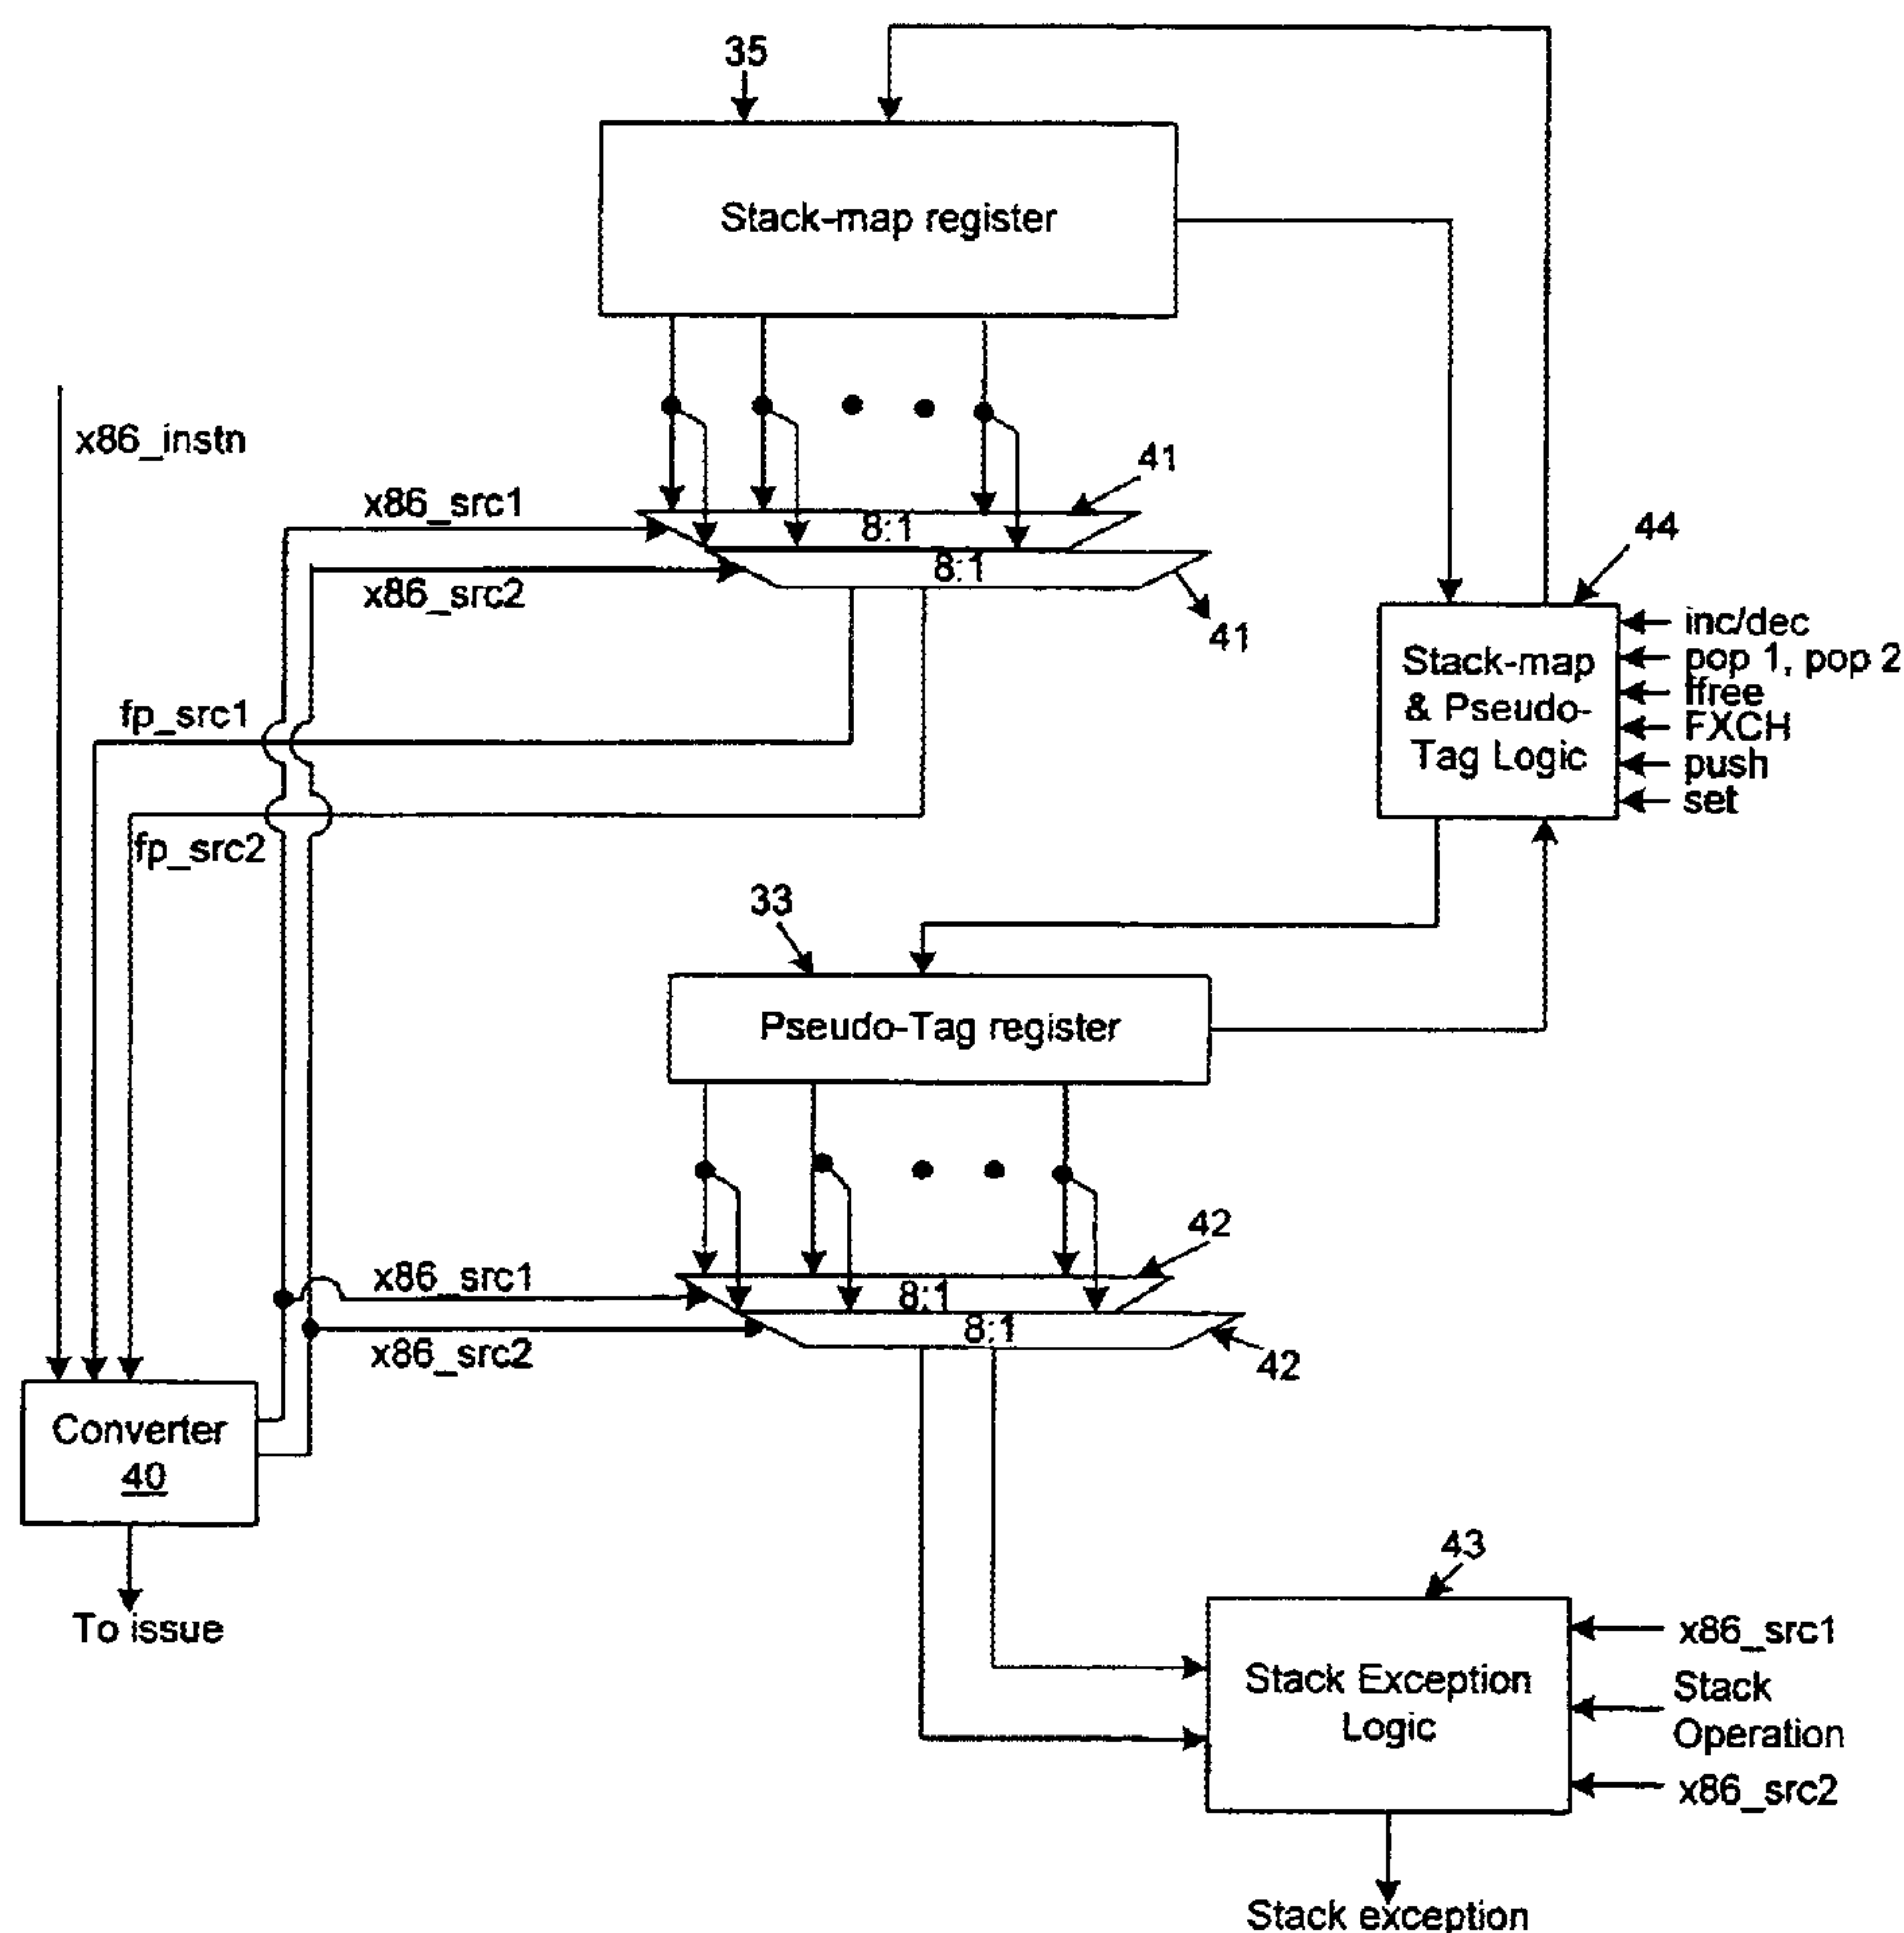 35
Stack-map register
x86_instn
41
x86_src1
8:1
8:1
x86_src2
41
44
inc/dec
pop 1, pop 2
ffree
FXCH
push
set
Stack-map
& Pseudo-
Tag Logic
fp_src1
fp_src2
33
Pseudo-Tag register
42
x86_src1
8:1
8:1
x86_src2
42
Converter
40
To issue
43
Stack Exception
Logic
x86_src1
Stack
Operation
x86_src2
Stack exception